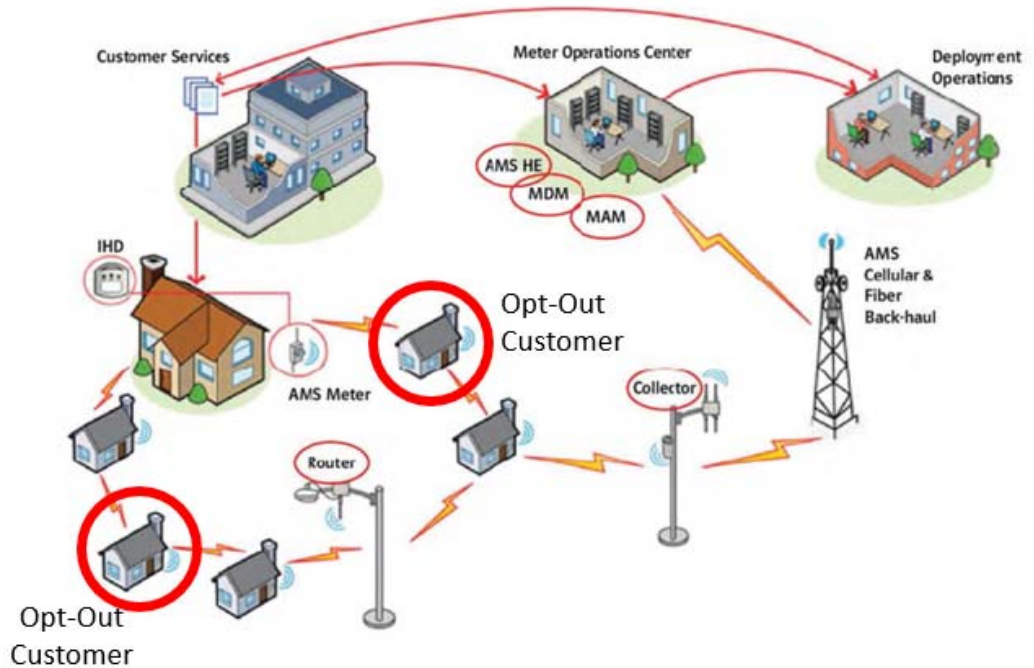 Customer Services
Meter Operations Center
Deployment
Operations
AMS HE
MDM
MAM
IHD
AMS
Cellular &
Fiber
Back-haul
Opt-Out
Customer
AMS Meter
Collector
Router
Opt-Out
Customer